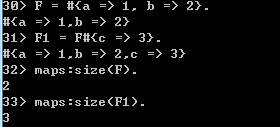 30> F = #{a => 1, b => 2}.
#{a => 1,b => 2}
31> F1 = F#{c => 3}.
#{a => 1,b => 2,c => 3}
32> maps:size(F).
2
33> maps:size(F1).
3